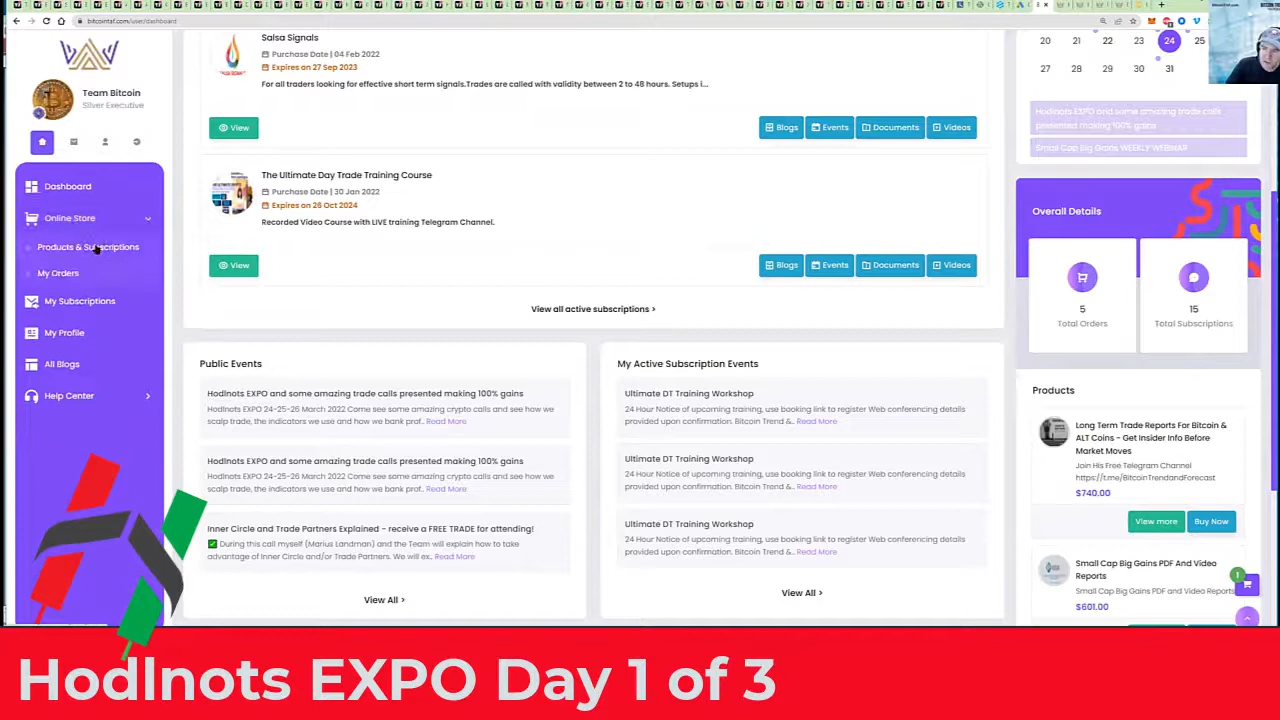 bitcointaf.com/user/dashboard
Team Bitcoin
Silver Executive
Dashboard
Online Store
Products & Subscriptions
My Orders
My Subscriptions
My Profile
All Blogs
Help Center
Salsa Signals
Purchase Date | 04 Feb 2022
Expires on 27 Sep 2023
For all traders looking for effective short term signals.Trades are called with validity between 2 to 48 hours. Setups i...
View
Blogs
Events
Documents
Videos
The Ultimate Day Trade Training Course
Purchase Date | 30 Jan 2022
Expires on 26 Oct 2024
Recorded Video Course with LIVE training Telegram Channel.
View
Blogs
Events
Documents
Videos
View all active subscriptions >
Public Events
Hodlnots EXPO and some amazing trade calls presented making 100% gains
Hodlnots EXPO 24-25-26 March 2022 Come see some amazing crypto calls and see how we
scalp trade, the indicators we use and how we bank prof.. Read More
Hodlnots EXPO and some amazing trade calls presented making 100% gains
Hodlnots EXPO 24-25-26 March 2022 Come see some amazing crypto calls and see how we
scalp trade, the indicators we use and how we bank prof.. Read More
Inner Circle and Trade Partners Explained - receive a FREE TRADE for attending!
During this call myself (Marius Landman) and the Team will explain how to take
advantage of Inner Circle and/or Trade Partners. We will ex.. Read More
View All >
My Active Subscription Events
Ultimate DT Training Workshop
24 Hour Notice of upcoming training, use booking link to register Web conferencing details
provided upon confirmation. Bitcoin Trend &.. Read More
Ultimate DT Training Workshop
24 Hour Notice of upcoming training, use booking link to register Web conferencing details
provided upon confirmation. Bitcoin Trend &.. Read More
Ultimate DT Training Workshop
24 Hour Notice of upcoming training, use booking link to register Web conferencing details
provided upon confirmation. Bitcoin Trend &.. Read More
View All >
20 21 22 23 24 25
27 28 29 30 31
Hodlnots EXPO and some amazing trade calls
presented making 100% gains
Small Cap Big Gains WEEKLY WEBINAR
Overall Details
5
Total Orders
15
Total Subscriptions
Products
Long Term Trade Reports For Bitcoin &
ALT Coins - Get Insider Info Before
Market Moves
Join His Free Telegram Channel
https://t.me/BitcoinTrendandForecast
$740.00
View more
Buy Now
Small Cap Big Gains PDF And Video
Reports
Small Cap Big Gains PDF and Video Reports
$601.00
1
Hodlnots EXPO Day 1 of 3